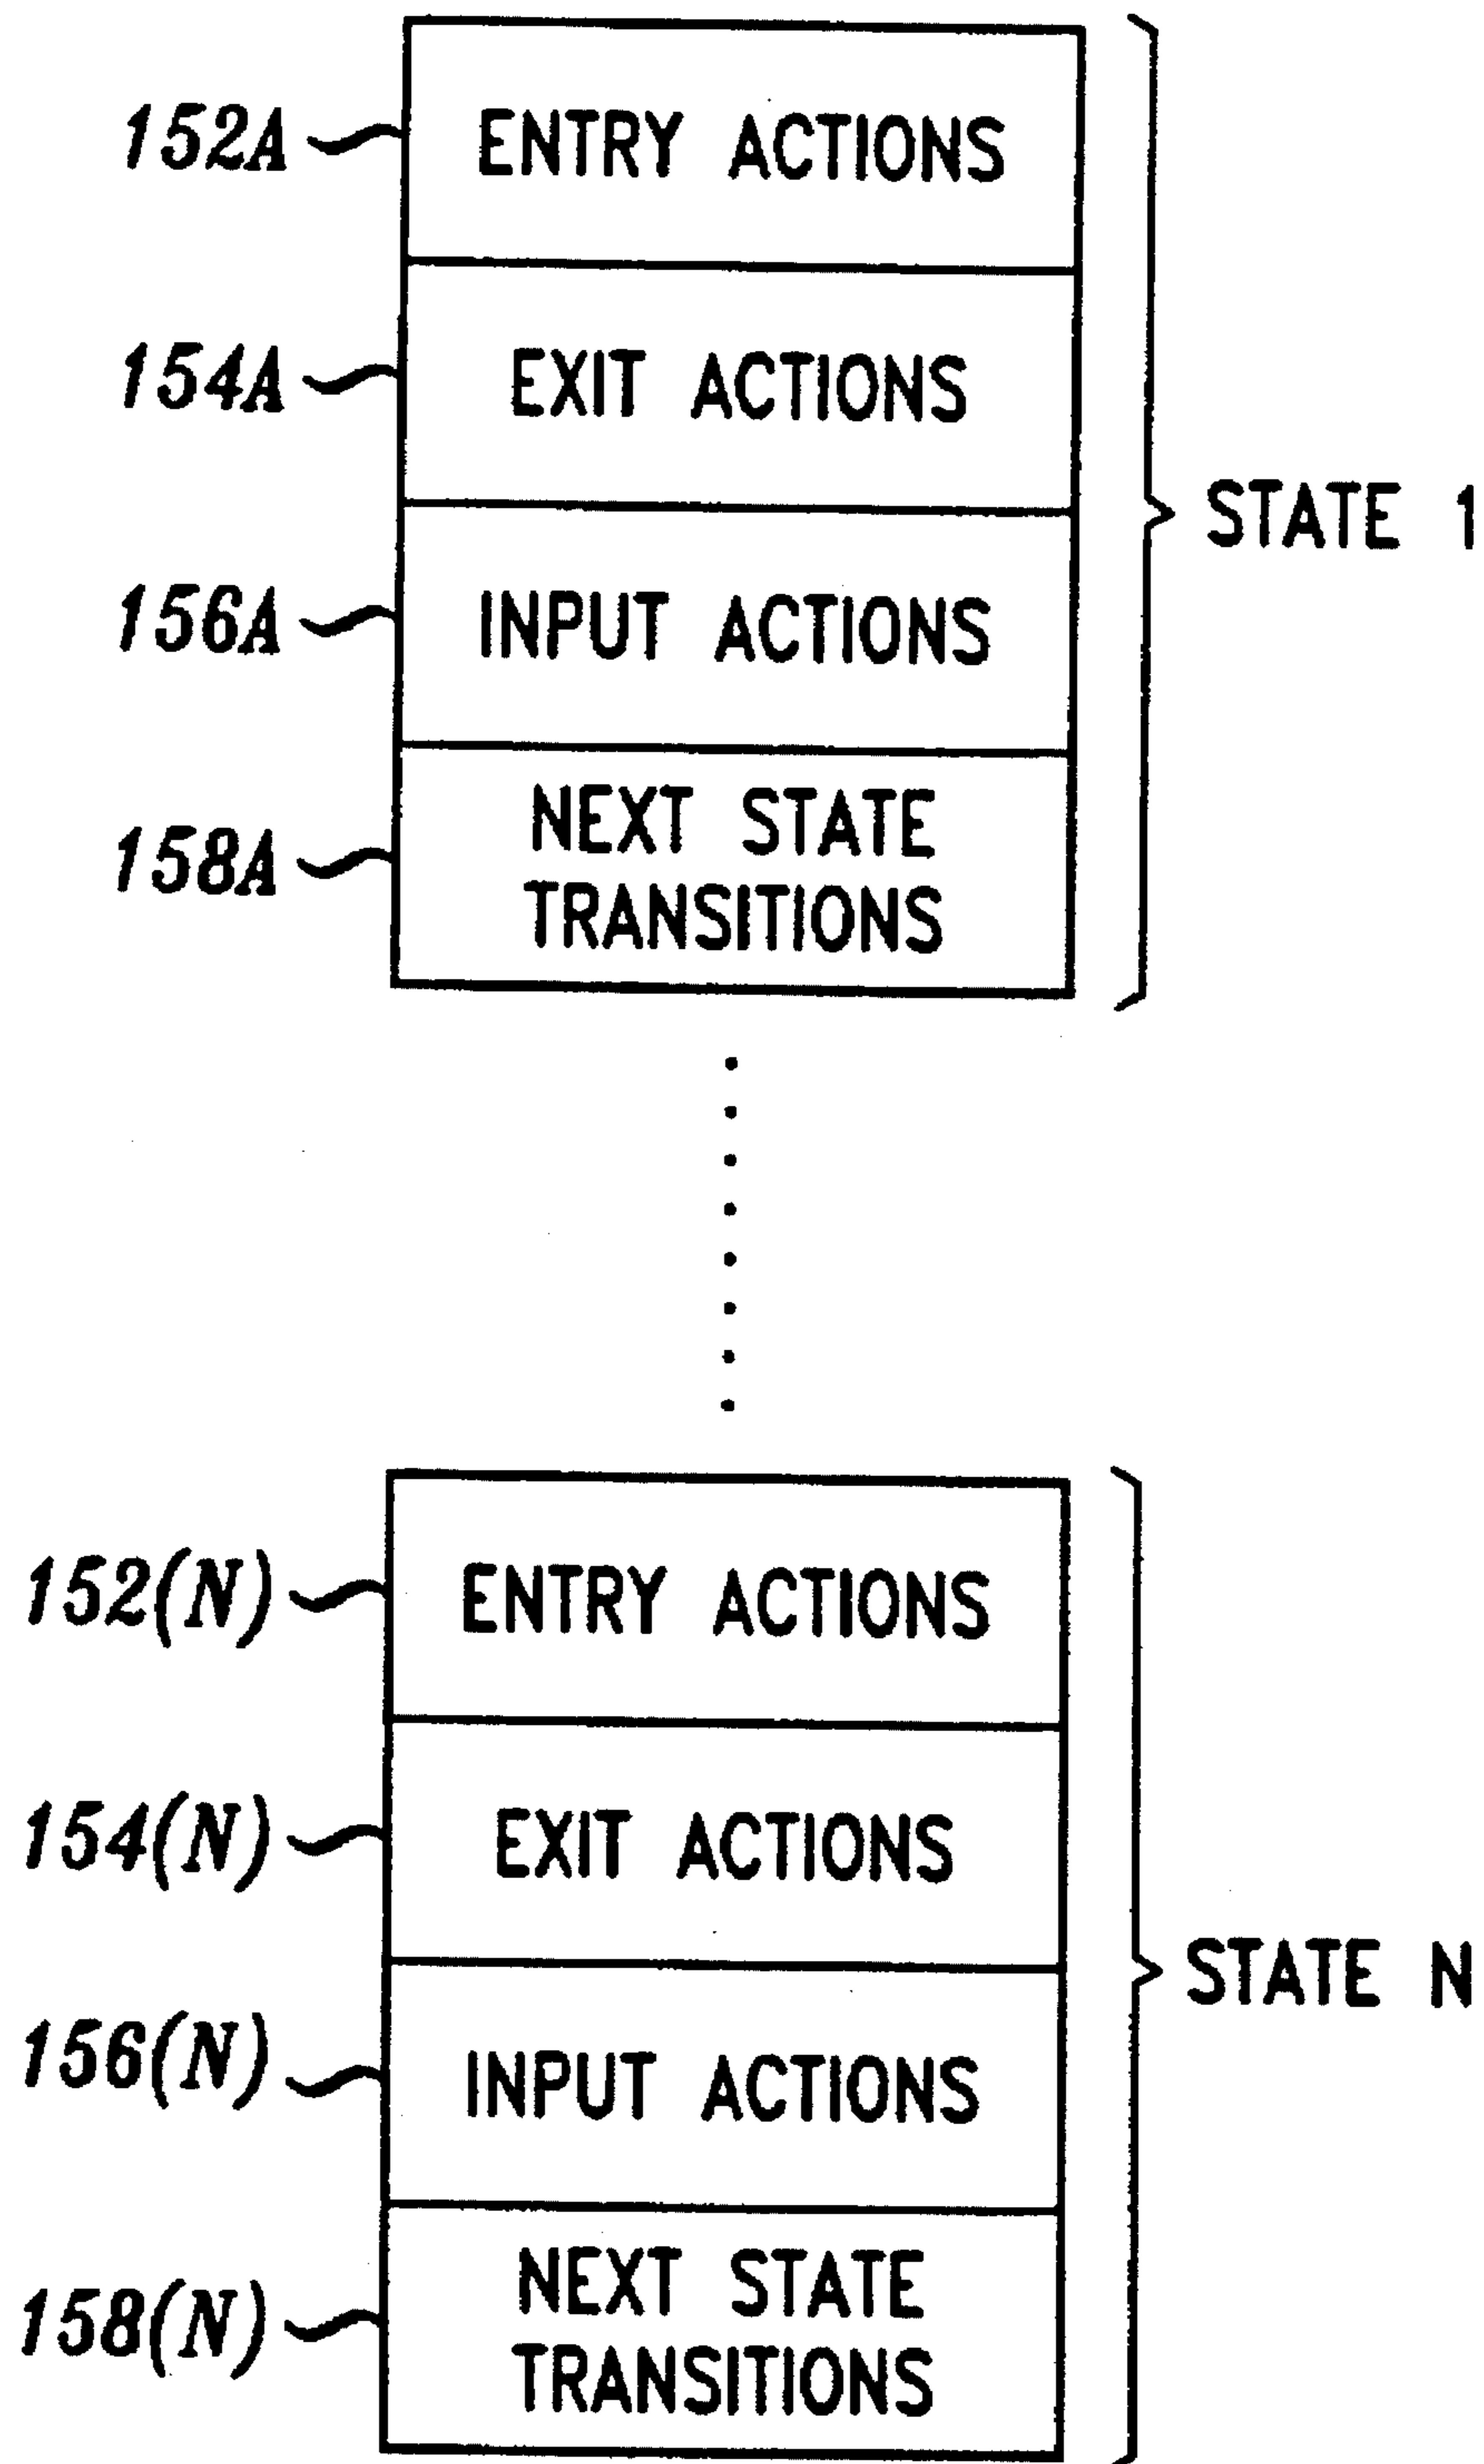 152A ENTRY ACTIONS
154A EXIT ACTIONS
STATE 1
156A INPUT ACTIONS
158A NEXT STATE
TRANSITIONS
152(N) ENTRY ACTIONS
154(N) EXIT ACTIONS
STATE N
156(N) INPUT ACTIONS
158(N) NEXT STATE
TRANSITIONS